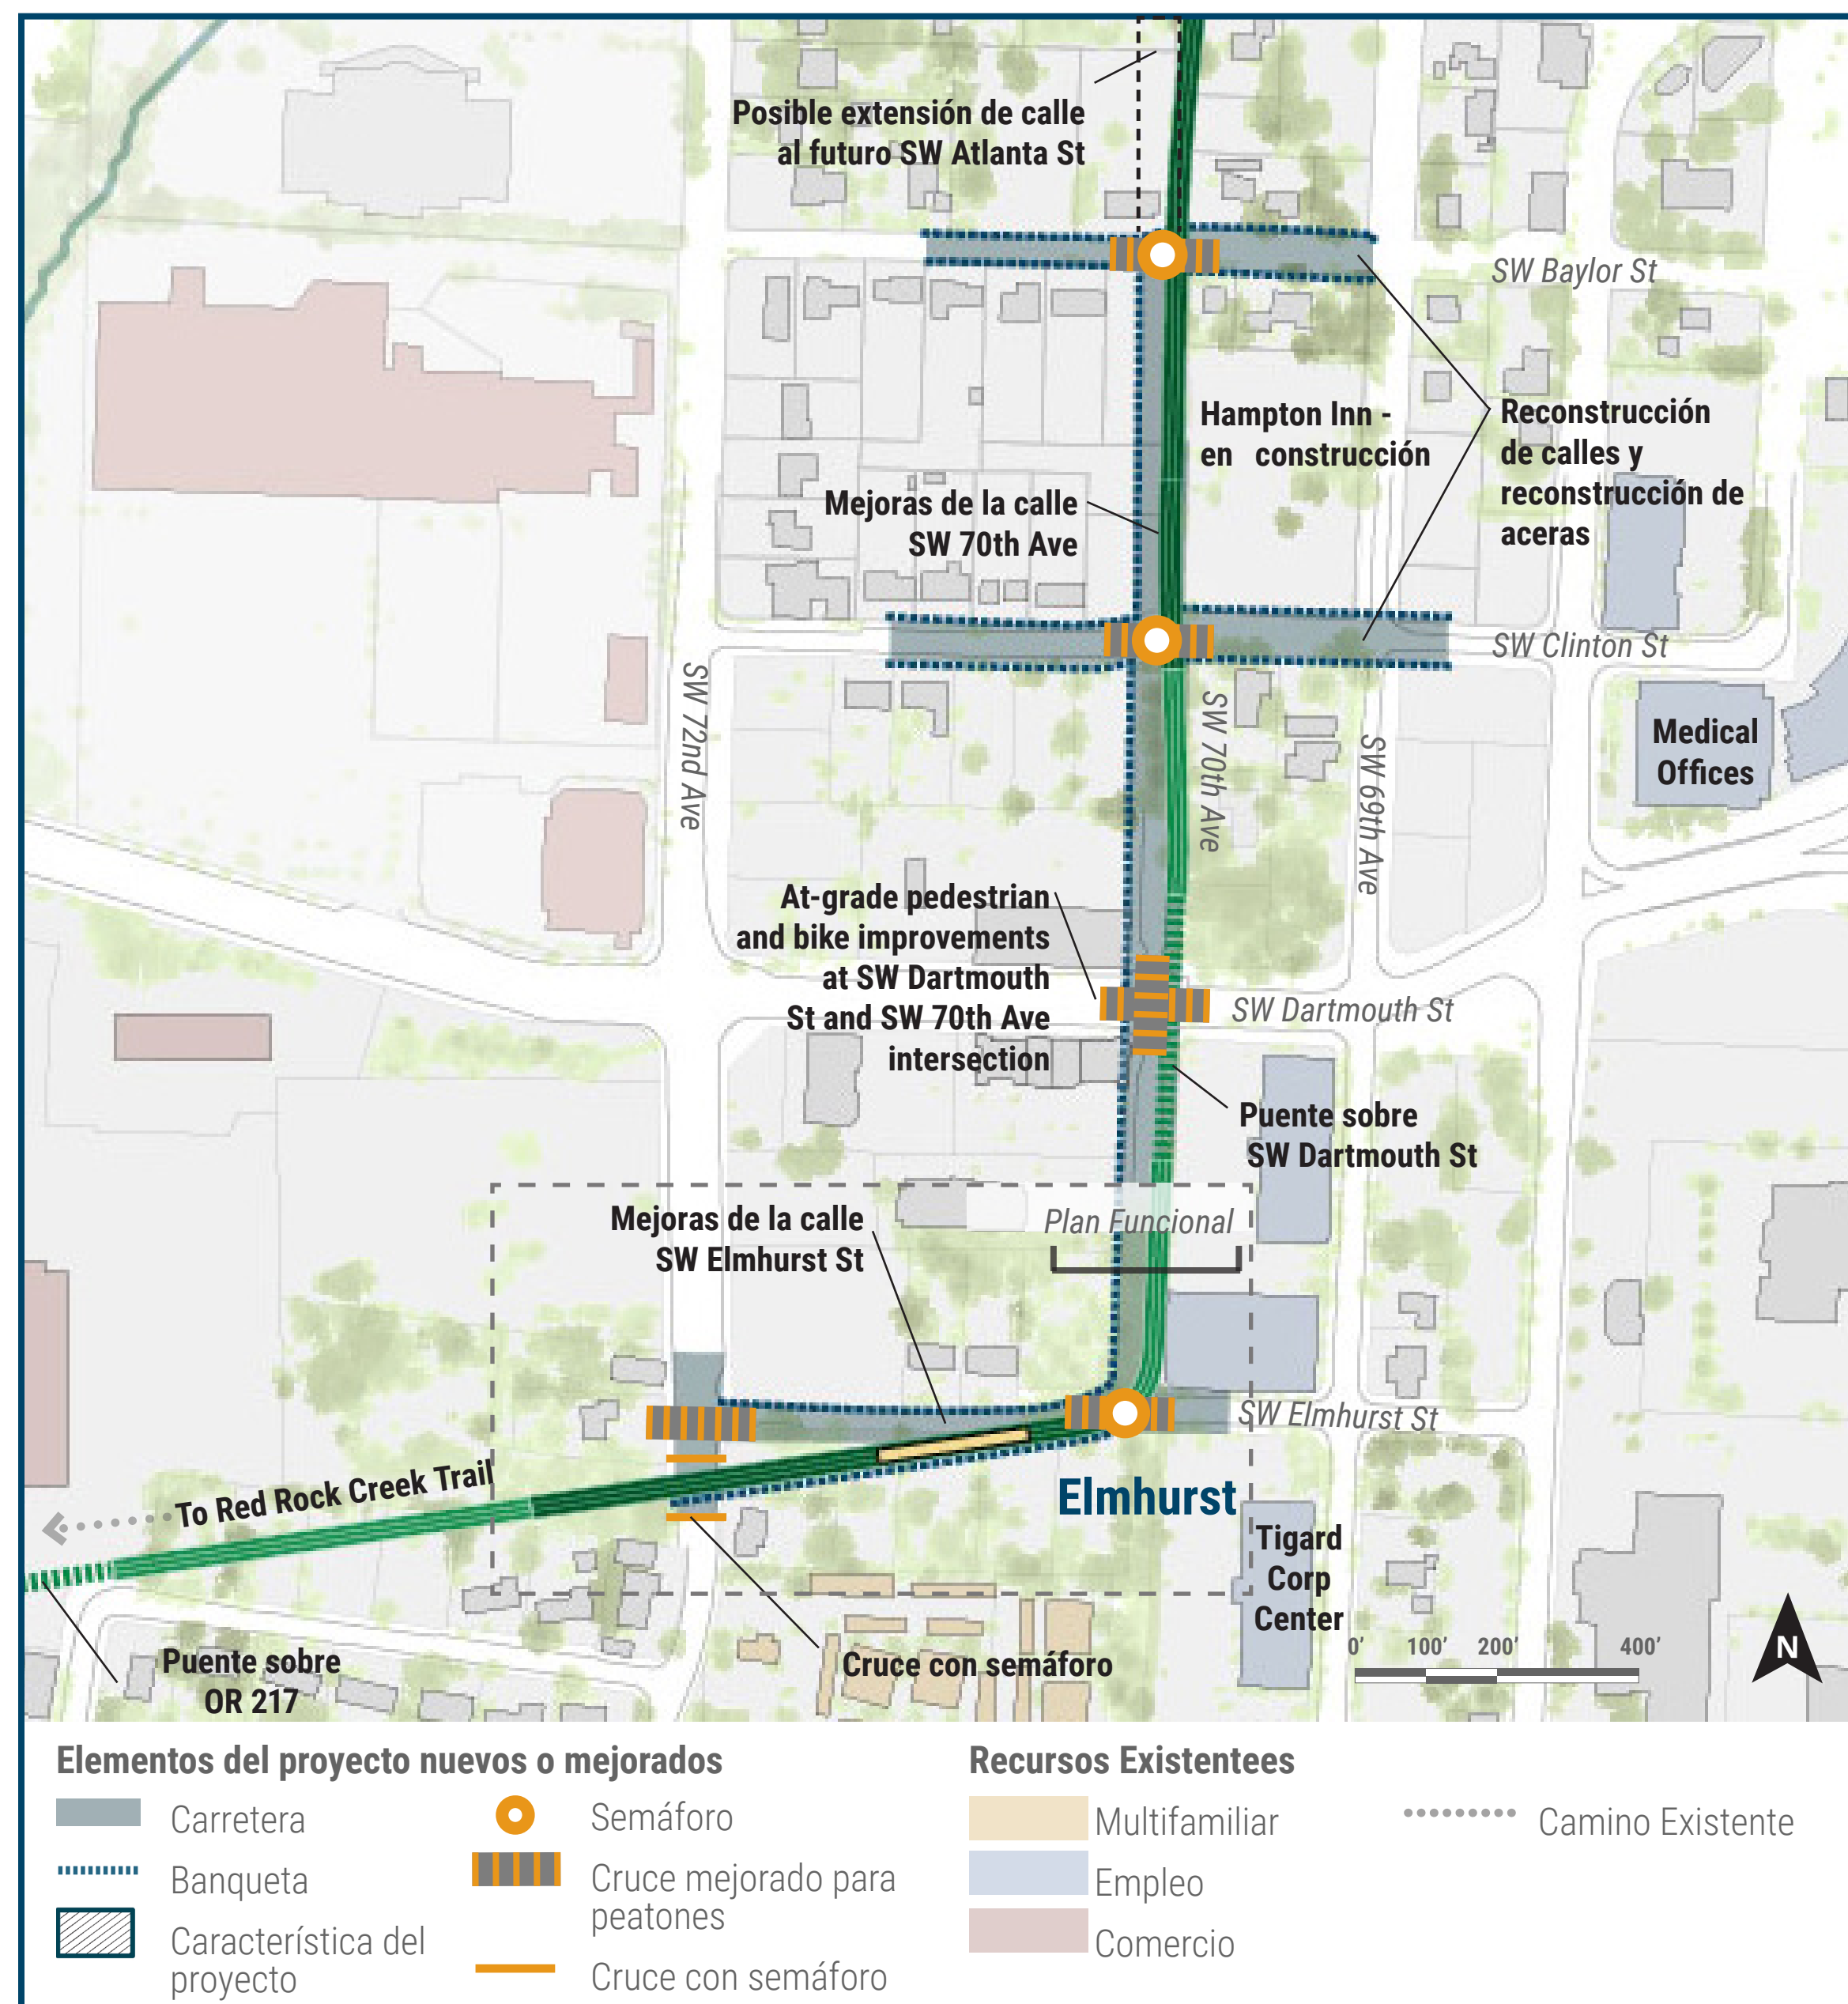 Posible extensión de calle
al futuro SW Atlanta St
SW Baylor St
Hampton Inn -
en construcción
Reconstrucción
de calles y
reconstrucción de
aceras
Mejoras de la calle
SW 70th Ave
SW Clinton St
SW 72nd Ave
SW 70th Ave
SW 69th Ave
Medical
Offices
At-grade pedestrian
and bike improvements
at SW Dartmouth
St and SW 70th Ave
intersection
SW Dartmouth St
Puente sobre
SW Dartmouth St
Mejoras de la calle
SW Elmhurst St
Plan Funcional
SW Elmhurst St
To Red Rock Creek Trail
Elmhurst
Tigard
Corp
Center
Puente sobre
OR 217
Cruce con semáforo
0' 100' 200' 400'
N
Elementos del proyecto nuevos o mejorados
Carretera
Banqueta
Característica del
proyecto
Semáforo
Cruce mejorado para
peatones
Cruce con semáforo
Recursos Existentees
Multifamiliar
Empleo
Comercio
Camino Existente